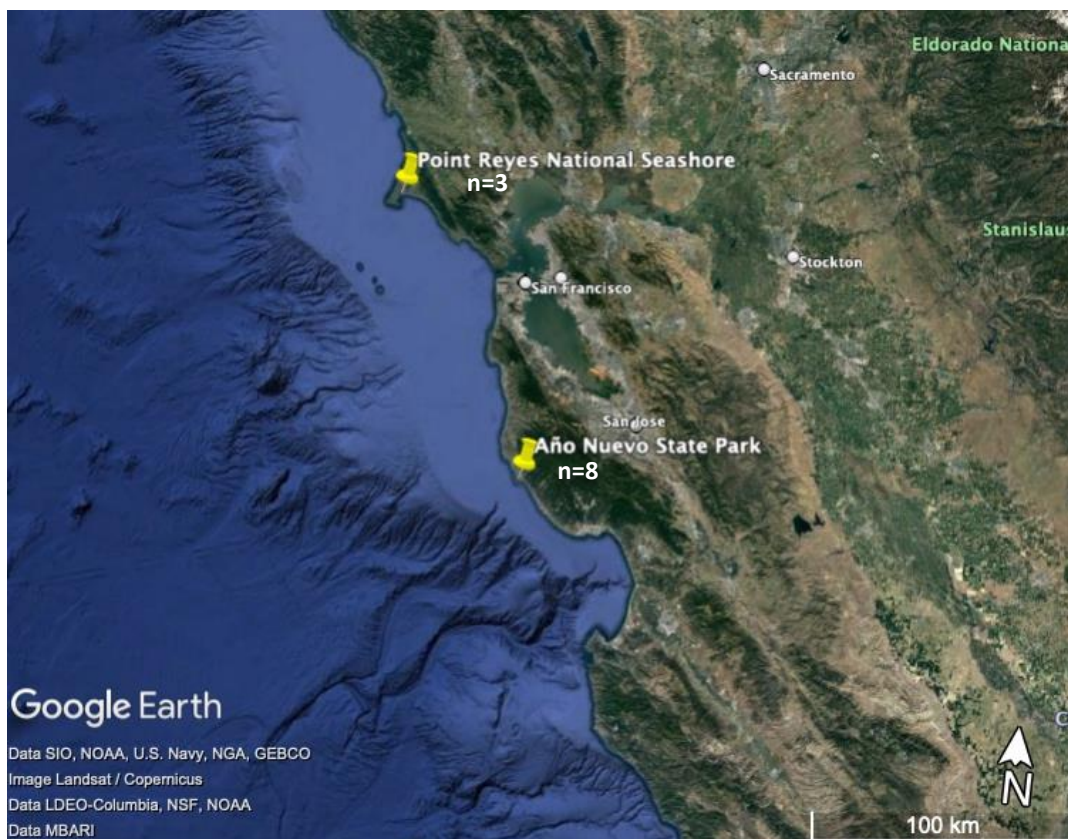 Eldorado Nationa
Sacramento
Point Reyes National Seashore
n=3
Stanislaus
Stockton
San Francisco
San Jose
Año Nuevo State Park
n=8
Google Earth
Data SIO, NOAA, U.S. Navy, NGA, GEBCO
Image Landsat / Copernicus
Data LDEO-Columbia, NSF, NOAA
Data MBARI
C
N
100 km